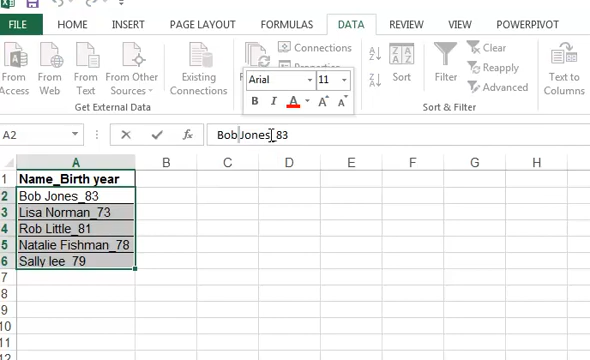 FILE HOME INSERT PAGE LAYOUT FORMULAS DATA REVIEW VIEW POWERPIVOT
From Access
From Web
From Text
From Other Sources
Existing Connections
Connections
Clear
Reapply
Advanced
Sort
Filter
Text to Columns
Arial 11
B I A A A
Get External Data
Sort & Filter
A2 fx Bob Jones_83
A B C D E F G H
1 Name_Birth year
2 Bob Jones_83
3 Lisa Norman_73
4 Rob Little_81
5 Natalie Fishman_78
6 Sally lee_79
7
8
9
10
11
12